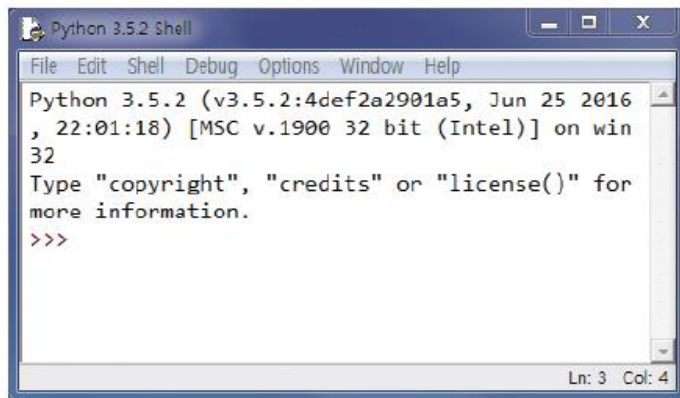 Python 3.5.2 Shell
File Edit Shell Debug Options Window Help
Python 3.5.2 (v3.5.2:4def2a2901a5, Jun 25 2016
, 22:01:18) [MSC v.1900 32 bit (Intel)] on win
32
Type "copyright", "credits" or "license()" for
more information.
>>>
Ln: 3 Col: 4